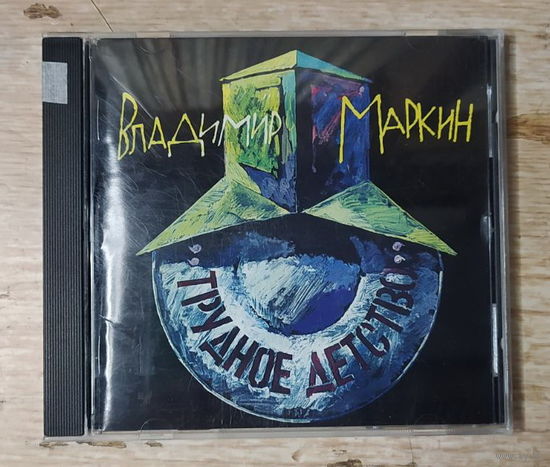 Владимир Маркин
"Трудное детство"